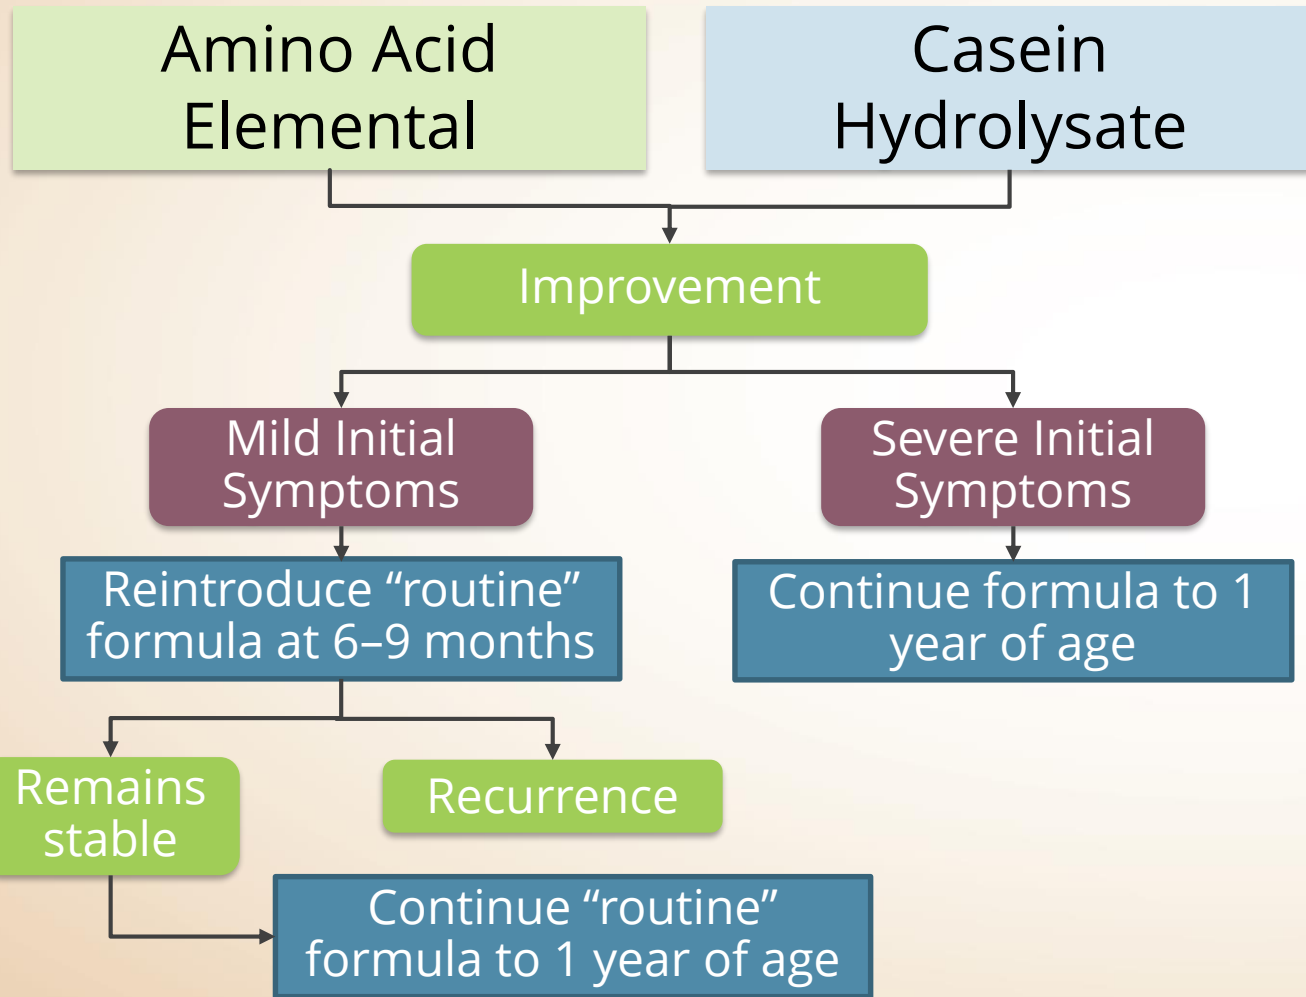 Amino Acid
Elemental
Casein
Hydrolysate
Improvement
Mild Initial
Symptoms
Severe Initial
Symptoms
Reintroduce “routine”
formula at 6–9 months
Continue formula to 1
year of age
Remains
stable
Recurrence
Continue “routine”
formula to 1 year of age